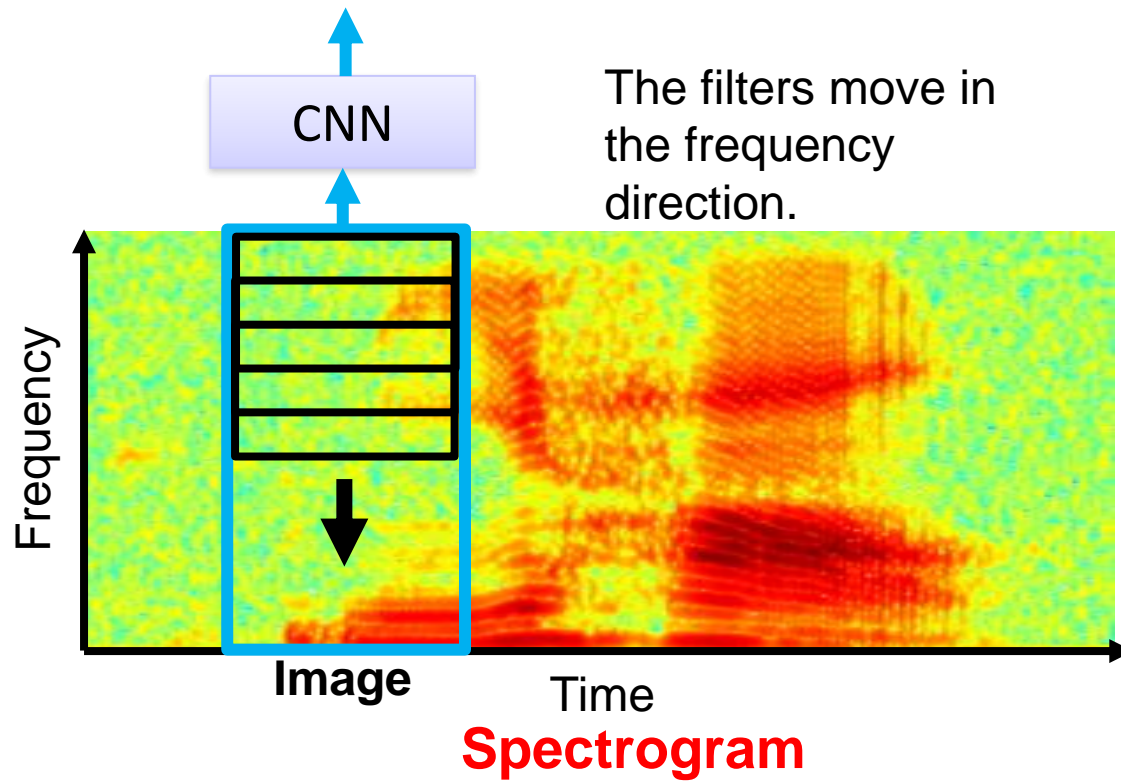 CNN
The filters move in
the frequency
direction.
Frequency
Image
Time
Spectrogram